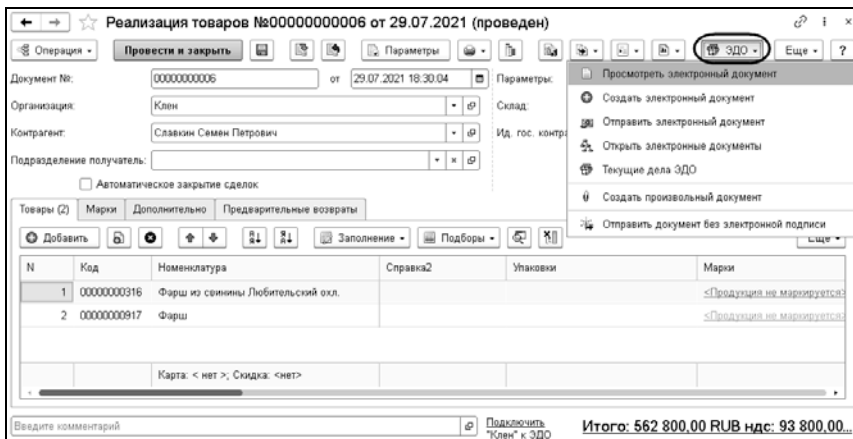 Реализация товаров №00000000006 от 29.07.2021 (проведен)
Операция Провести и закрыть Параметры ЭДО Еще ?
Документ №: 00000000006 от 29.07.2021 18:30:04 Параметры:
Организация: Клен Склад:
Контрагент: Славкин Семен Петрович Ид. гос. контр
Подразделение получатель:
Автоматическое закрытие сделок
Просмотреть электронный документ
Создать электронный документ
Отправить электронный документ
Открыть электронные документы
Текущие дела ЭДО
Создать произвольный документ
Отправить документ без электронной подписи
Товары (2) Марки Дополнительно Предварительные возвраты
Добавить Заполнение Подборы Еще
N Код Номенклатура Справка2 Упаковки Марки
1 00000000316 Фарш из свинины Любительский охл. <Продукция не маркируется>
2 00000000917 Фарш <Продукция не маркируется>
Карта: < нет >; Скидка: <нет>
Введите комментарий Подключить
"Клен" к ЭДО
Итого: 562 800,00 RUB ндс: 93 800,00...